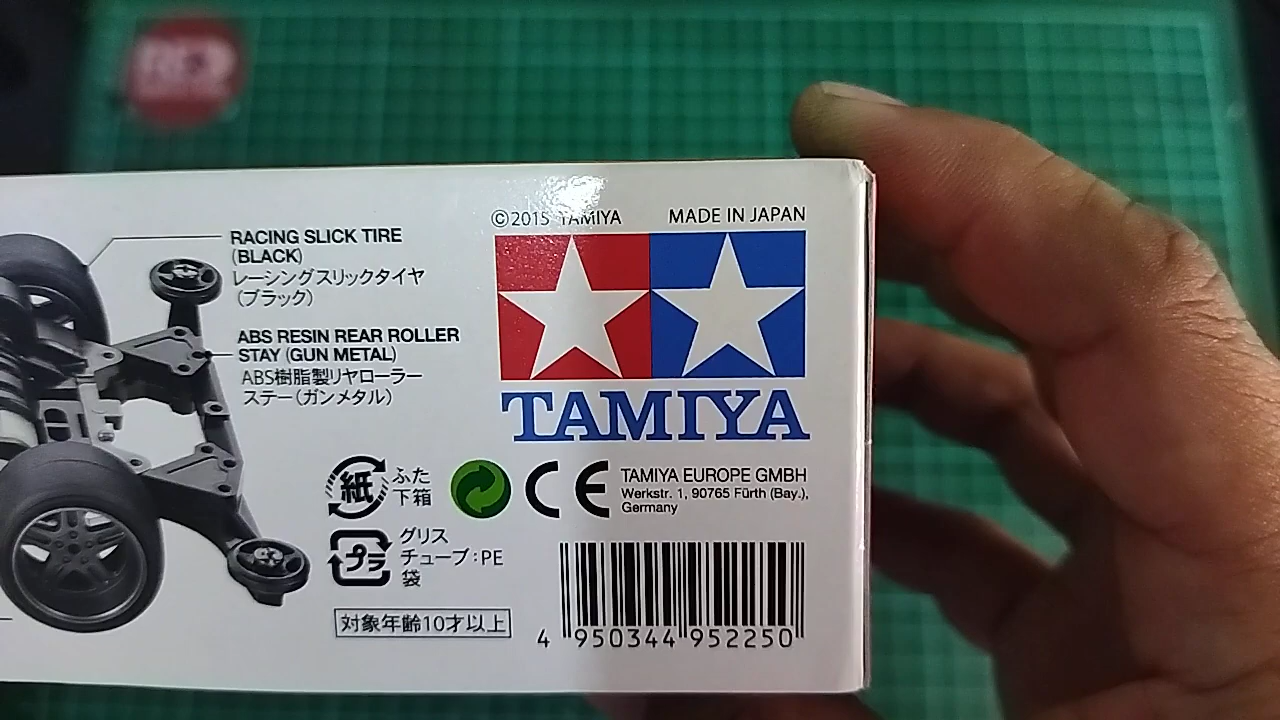 ©2015 TAMIYA
MADE IN JAPAN
RACING SLICK TIRE
(BLACK)
レーシングスリックタイヤ
(ブラック)
ABS RESIN REAR ROLLER
STAY (GUN METAL)
ABS樹脂製リヤローラー
ステー(ガンメタル)
TAMIYA
紙
ふた
下箱
CE
TAMIYA EUROPE GMBH
Werkstr. 1, 90765 Fürth (Bay.),
Germany
プラ
グリス
チューブ:PE
袋
対象年齢10才以上
4 950344 952250